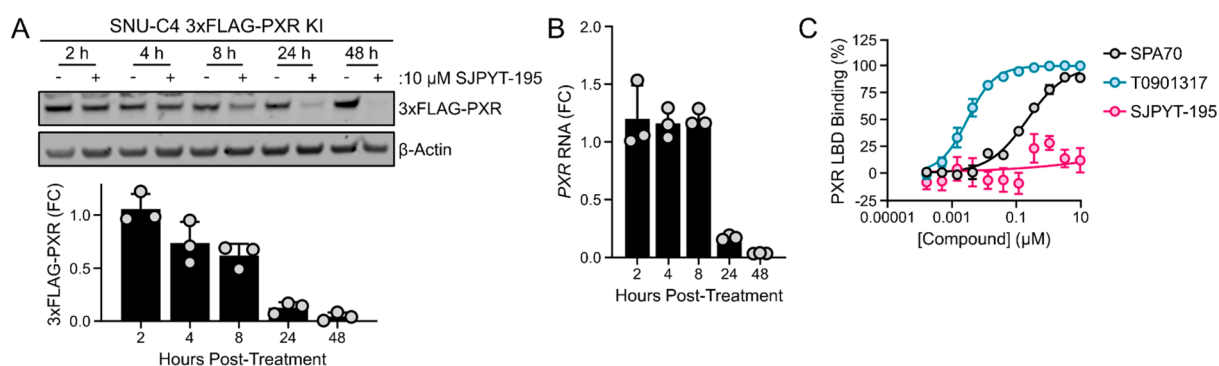 A
SNU-C4 3xFLAG-PXR KI
2 h 4 h 8 h 24 h 48 h
- + - + - + - + - + :10 µM SJPYT-195
3xFLAG-PXR
β-Actin
3xFLAG-PXR (FC)
1.0
0.5
0.0
2 4 8 24 48
Hours Post-Treatment
B
PXR RNA (FC)
2.0
1.5
1.0
0.5
0.0
2 4 8 24 48
Hours Post-Treatment
C
PXR LBD Binding (%)
125
100
75
50
25
0
-25
0.00001 0.001 0.1 10
[Compound] (µM)
SPA70
T0901317
SJPYT-195